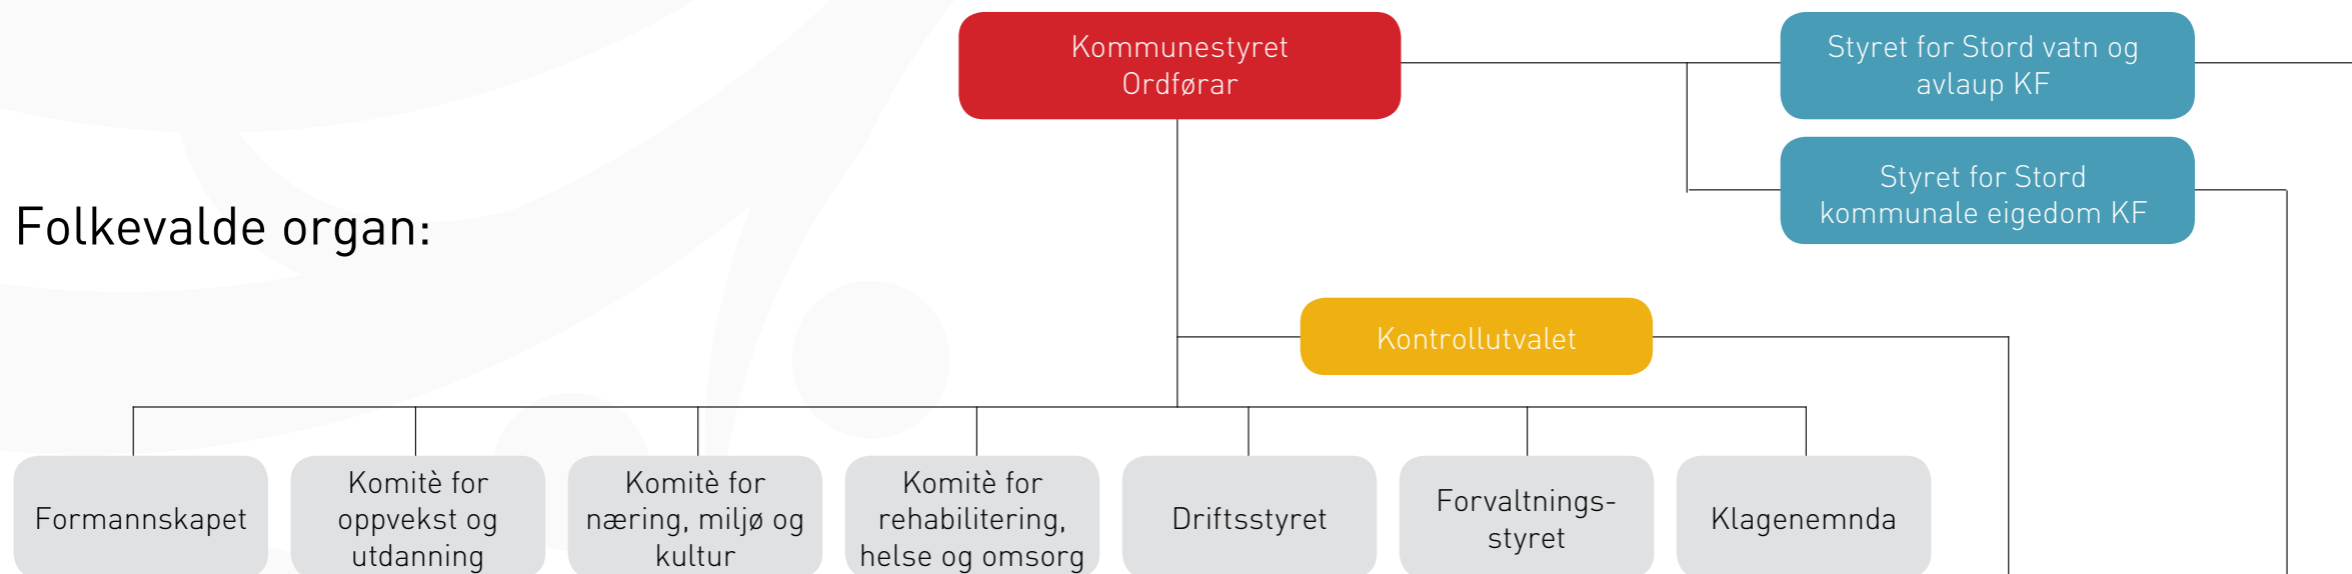 Kommunestyret
Ordførar
Styret for Stord vatn og
avlaup KF
Styret for Stord
kommunale eigedom KF
Folkevalde organ:
Kontrollutvalet
Formannskapet
Komitè for
oppvekst og
utdanning
Komitè for
næring, miljø og
kultur
Komitè for
rehabilitering,
helse og omsorg
Driftsstyret
Forvaltnings-
styret
Klagenemnda